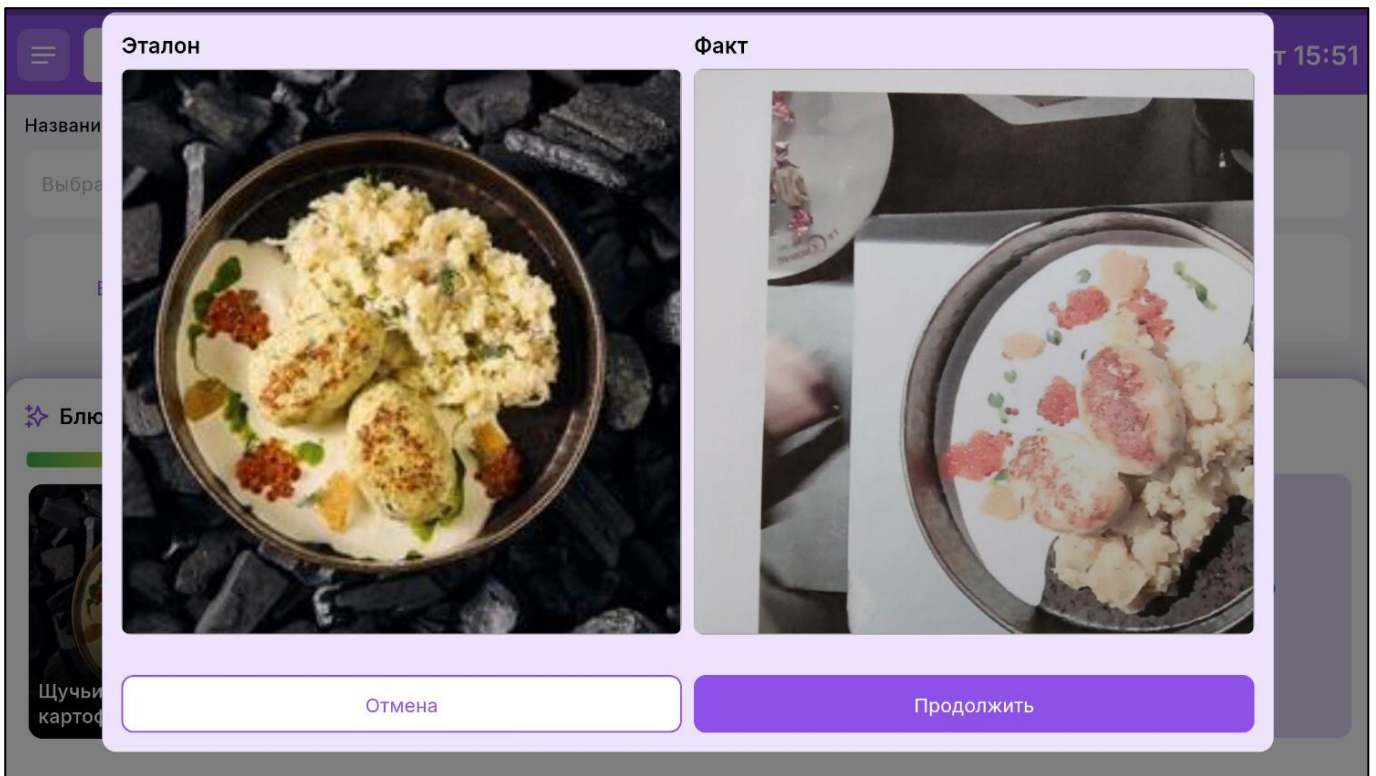 Эталон
Факт
т 15:51
Названи
Выбра
Блю
Щучьи
картоф
Отмена
Продолжить